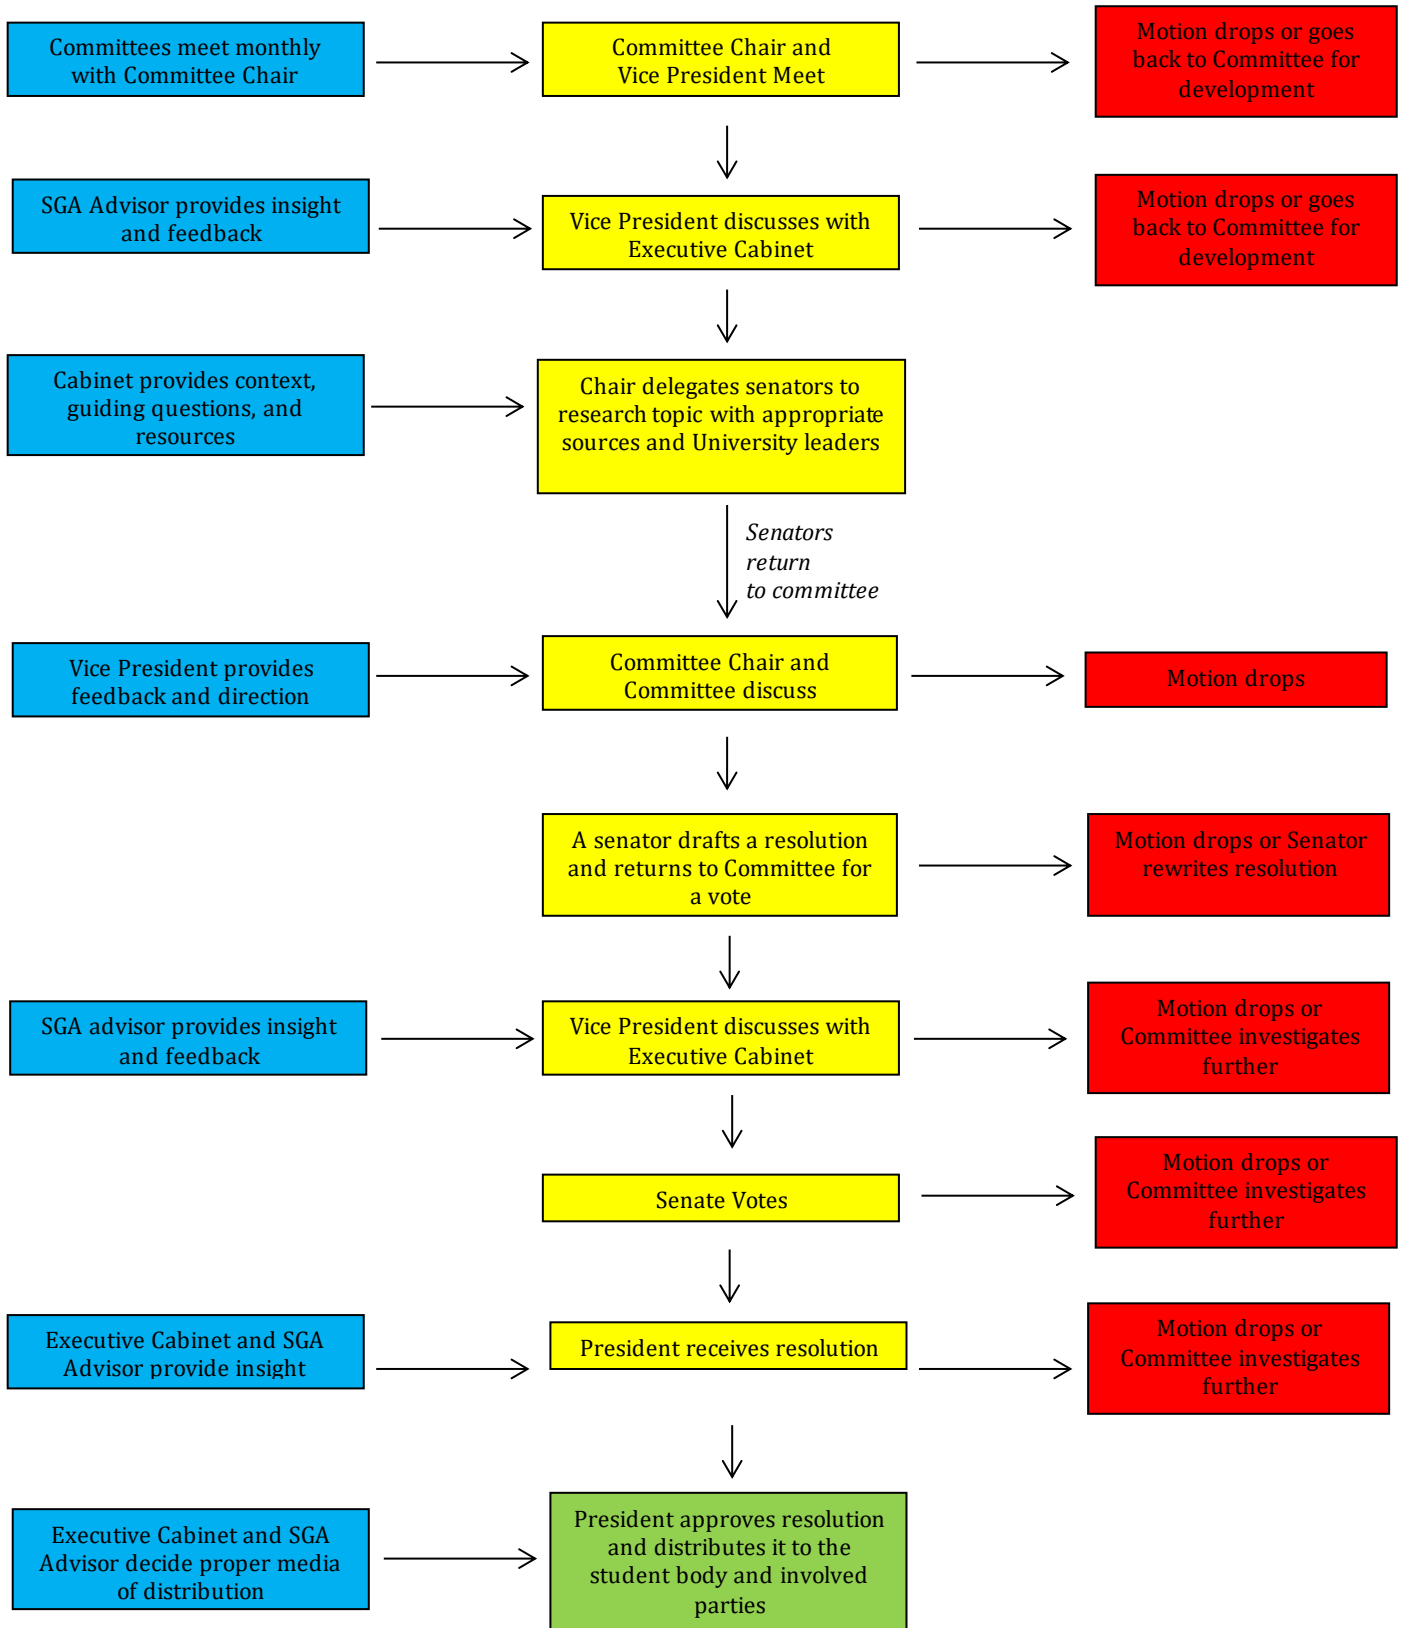 Committees meet monthly
with Committee Chair
Committee Chair and
Vice President Meet
Motion drops or goes
back to Committee for
development
SGA Advisor provides insight
and feedback
Vice President discusses with
Executive Cabinet
Motion drops or goes
back to Committee for
development
Cabinet provides context,
guiding questions, and
resources
Chair delegates senators to
research topic with appropriate
sources and University leaders
Senators
return
to committee
Vice President provides
feedback and direction
Committee Chair and
Committee discuss
Motion drops
A senator drafts a resolution
and returns to Committee for
a vote
Motion drops or Senator
rewrites resolution
SGA advisor provides insight
and feedback
Vice President discusses with
Executive Cabinet
Motion drops or
Committee investigates
further
Senate Votes
Motion drops or
Committee investigates
further
Executive Cabinet and SGA
Advisor provide insight
President receives resolution
Motion drops or
Committee investigates
further
Executive Cabinet and SGA
Advisor decide proper media
of distribution
President approves resolution
and distributes it to the
student body and involved
parties